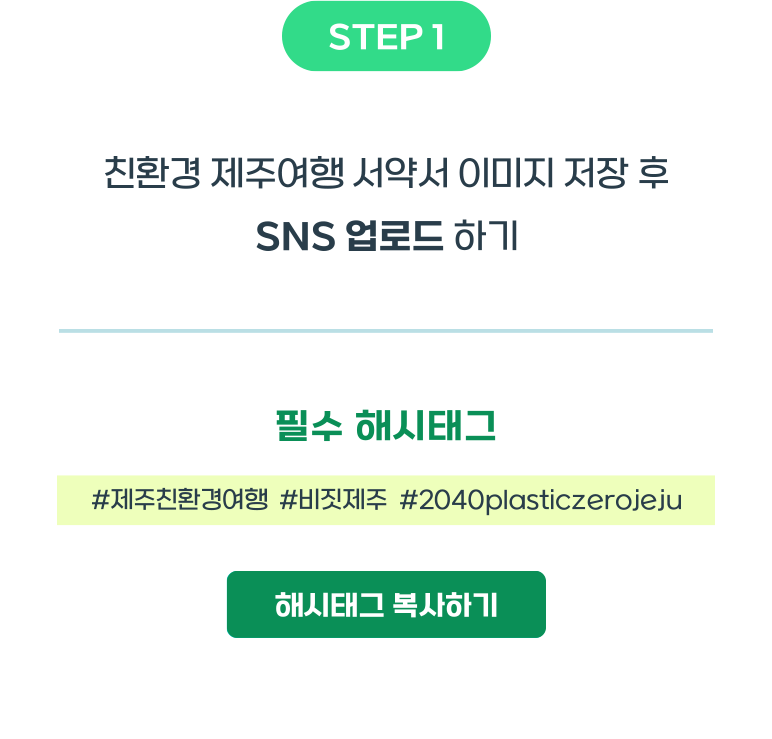 STEP 1
친환경 제주여행 서약서 이미지 저장 후
SNS 업로드 하기
필수 해시태그
#제주친환경여행 #비짓제주 #2040plasticzerojeju
해시태그 복사하기